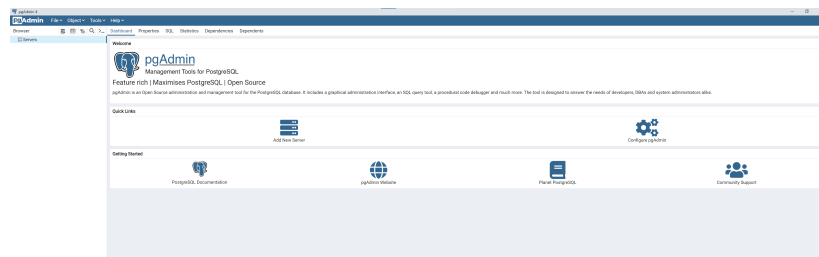 pgAdmin 4
pgAdmin File Object Tools Help
Browser Dashboard Properties SQL Statistics Dependencies Dependents
Servers
Welcome
pgAdmin
Management Tools for PostgreSQL
Feature rich | Maximises PostgreSQL | Open Source
pgAdmin is an Open Source administration and management tool for the PostgreSQL database. It includes a graphical administration interface, an SQL query tool, a procedural code debugger and much more. The tool is designed to answer the needs of developers, DBAs and system administrators alike.
Quick Links
Add New Server
Configure pgAdmin
Getting Started
PostgreSQL Documentation
pgAdmin Website
Planet PostgreSQL
Community Support